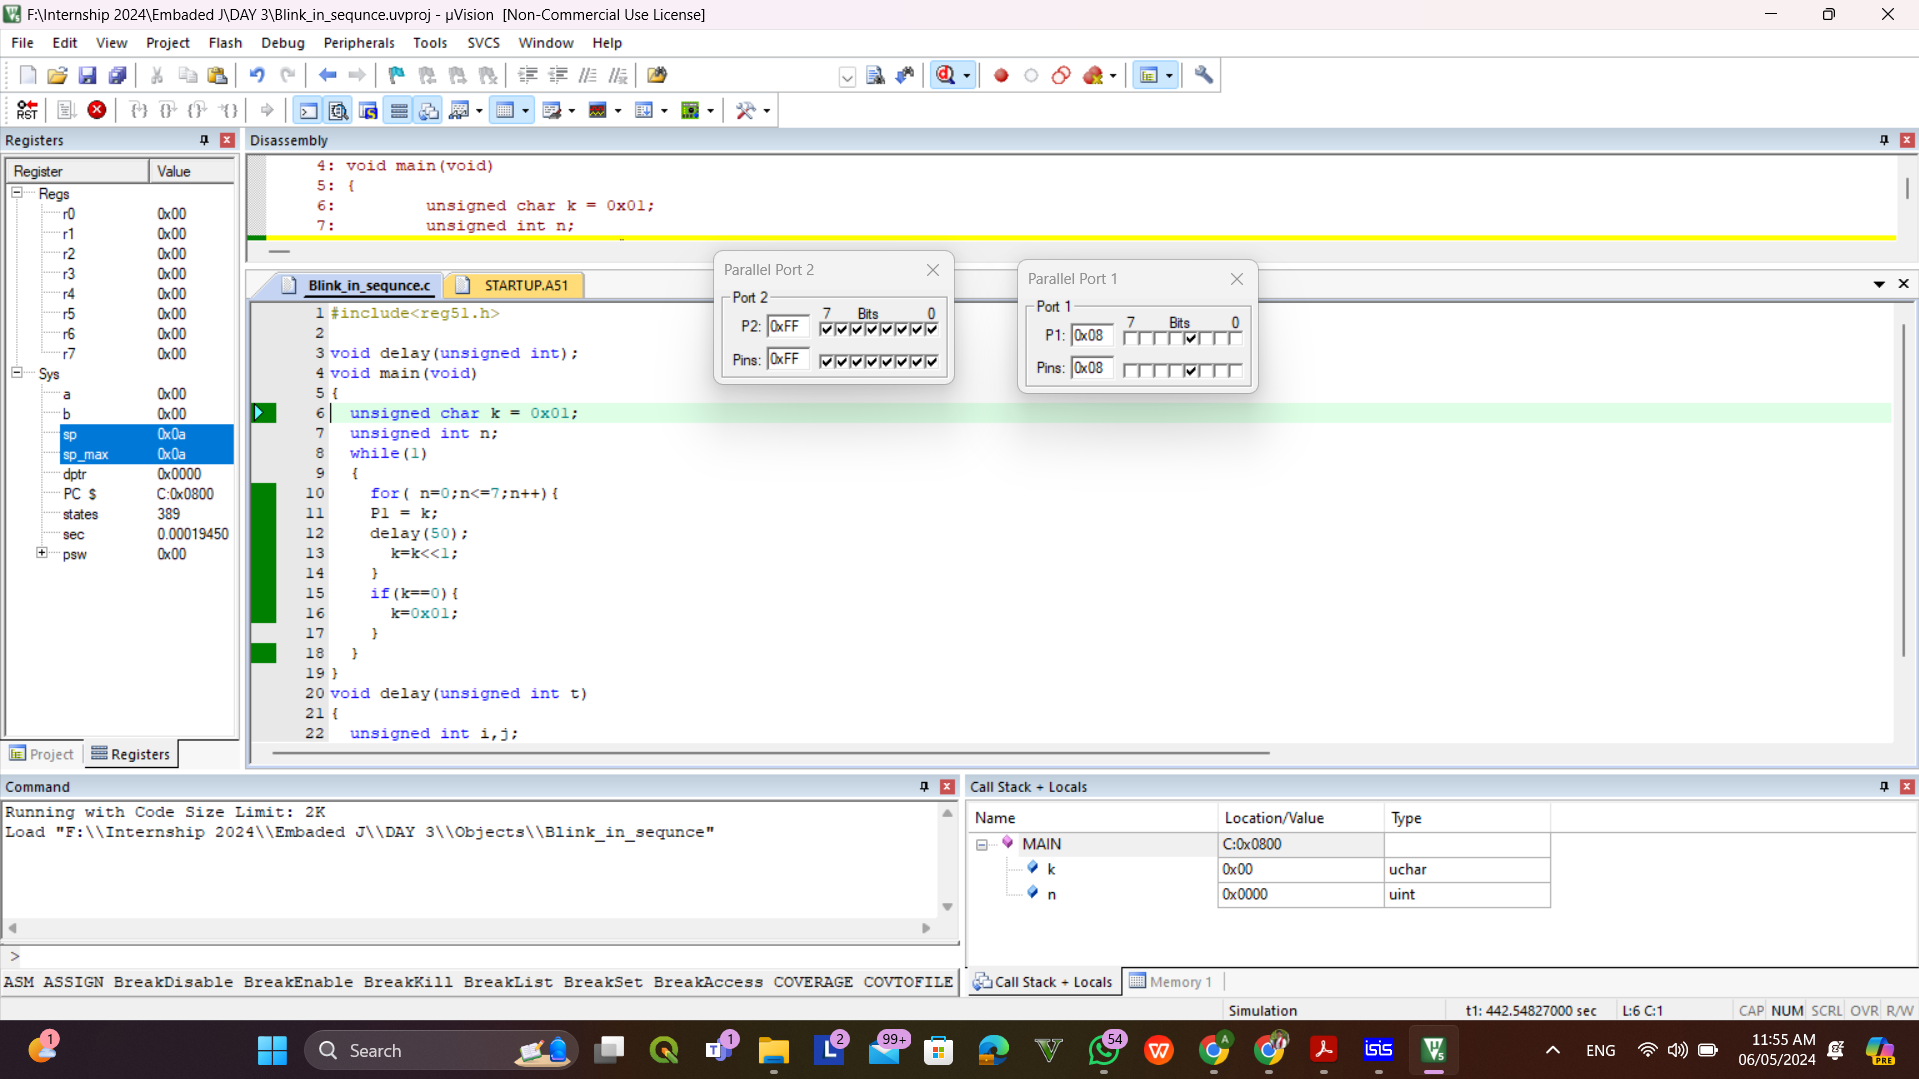 F:\Internship 2024\Embaded J\DAY 3\Blink_in_sequnce.uvproj - µVision  [Non-Commercial Use License]
File Edit View Project Flash Debug Peripherals Tools SVCS Window Help
RST
Registers
Register Value
Regs
r0 0x00
r1 0x00
r2 0x00
r3 0x00
r4 0x00
r5 0x00
r6 0x00
r7 0x00
Sys
a 0x00
b 0x00
sp 0x0a
sp_max 0x0a
dptr 0x0000
PC $ C:0x0800
states 389
sec 0.00019450
psw 0x00
Project Registers
Disassembly
4: void main(void)
5: {
6: unsigned char k = 0x01;
7: unsigned int n;
Blink_in_sequnce.c STARTUP.A51
1 #include<reg51.h>
2
3 void delay(unsigned int);
4 void main(void)
5 {
6 unsigned char k = 0x01;
7 unsigned int n;
8 while(1)
9 {
10 for( n=0;n<=7;n++){
11 P1 = k;
12 delay(50);
13 k=k<<1;
14 }
15 if(k==0){
16 k=0x01;
17 }
18 }
19 }
20 void delay(unsigned int t)
21 {
22 unsigned int i,j;
Parallel Port 2
Port 2
7 Bits 0
P2: 0xFF
Pins: 0xFF
Parallel Port 1
Port 1
7 Bits 0
P1: 0x08
Pins: 0x08
Command
Running with Code Size Limit: 2K
Load "F:\\Internship 2024\\Embaded J\\DAY 3\\Objects\\Blink_in_sequnce"
>
ASM ASSIGN BreakDisable BreakEnable BreakKill BreakList BreakSet BreakAccess COVERAGE COVTOFILE
Call Stack + Locals
Name Location/Value Type
MAIN C:0x0800
k 0x00 uchar
n 0x0000 uint
Call Stack + Locals Memory 1
Simulation t1: 442.54827000 sec L:6 C:1 CAP NUM SCRL OVR R/W
1
Search
1
2
99+
54
A
isis
ENG
11:55 AM
06/05/2024
PRE